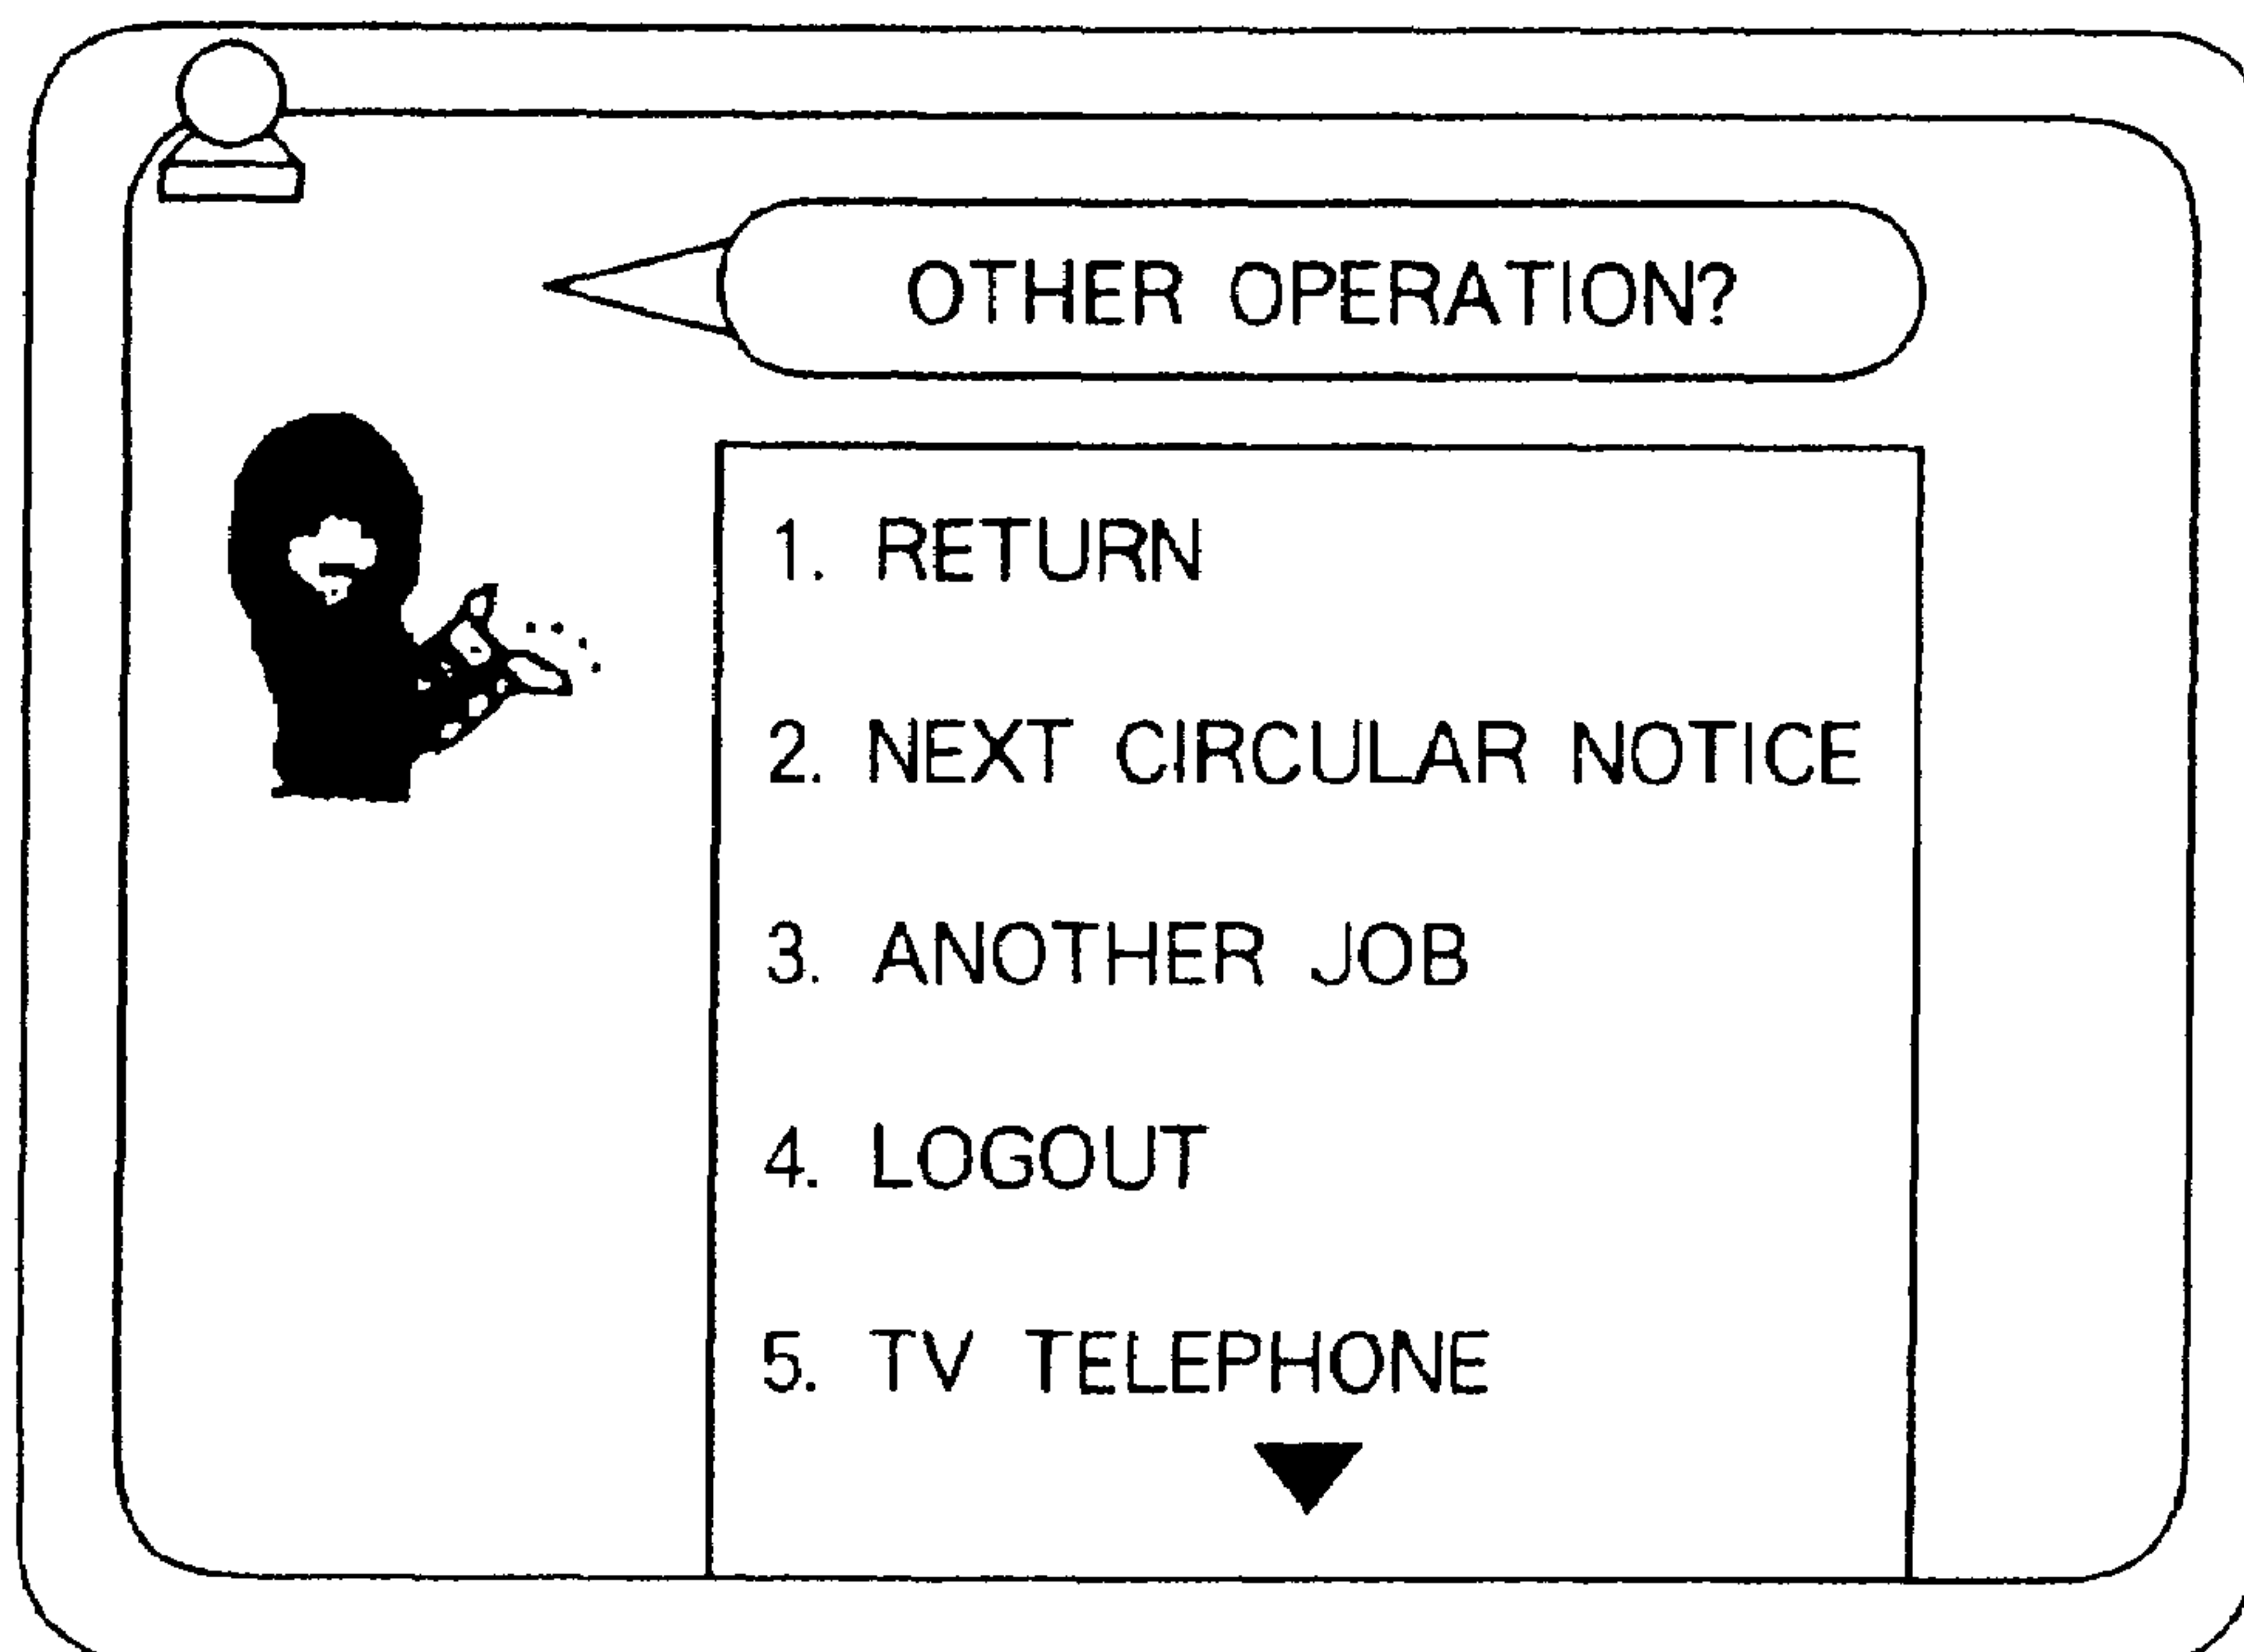 OTHER OPERATION?
1. RETURN
2. NEXT CIRCULAR NOTICE
3. ANOTHER JOB
4. LOGOUT
5. TV TELEPHONE